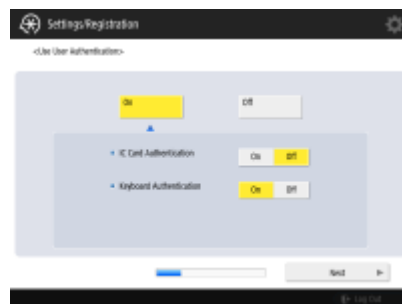 Settings/Registration
<Use User Authentication>
On Off
IC Card Authentication On Off
Keyboard Authentication On Off
Next
Log Out